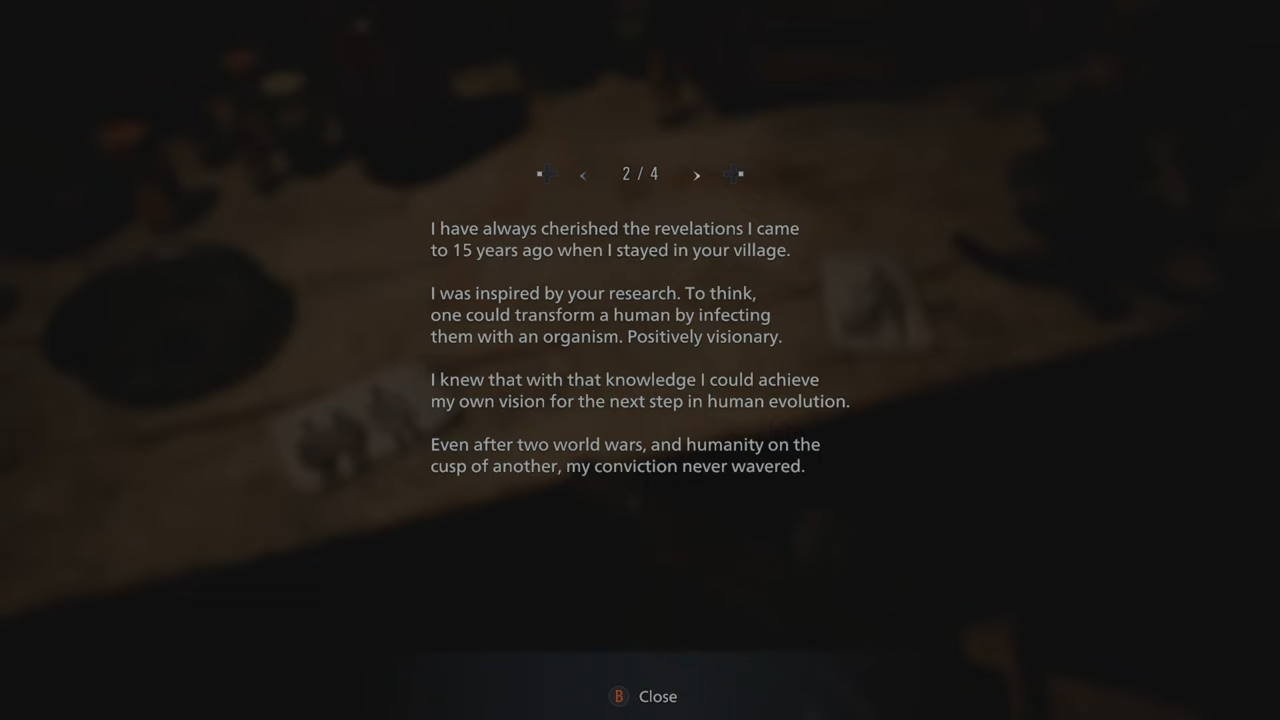 2 / 4
I have always cherished the revelations I came
to 15 years ago when I stayed in your village.
I was inspired by your research. To think,
one could transform a human by infecting
them with an organism. Positively visionary.
I knew that with that knowledge I could achieve
my own vision for the next step in human evolution.
Even after two world wars, and humanity on the
cusp of another, my conviction never wavered.
B Close